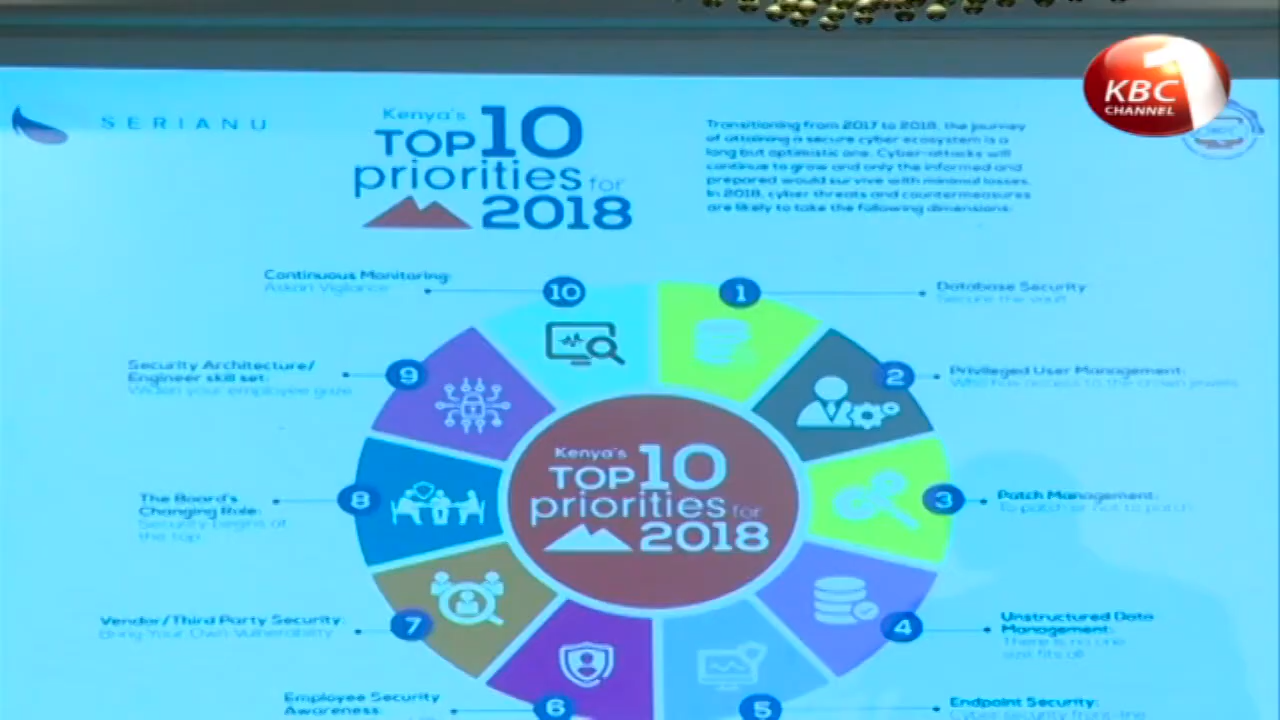 KBC
CHANNEL 1
SERIANU
Kenya's
TOP 10
priorities for
2018
Transitioning from 2017 to 2018, the journey
of attaining a secure cyber ecosystem is a
long but optimistic one. Cyber-attacks will
continue to grow and only the informed and
prepared would survive with minimal losses.
In 2018, cyber threats and countermeasures
are likely to take the following dimensions:
Continuous Monitoring:
Askari Vigilance
10
1
Database Security
Secure the vault
Security Architecture/
Engineer skill set:
Widen your employee gaze
9
2
Privileged User Management:
Who has access to the crown jewels
Kenya's
TOP 10
priorities for
2018
The Board's
Changing Role:
Security begins at
the top
8
3
Patch Management:
To patch or not to patch
Vendor/Third Party Security:
Bring Your Own Vulnerability
7
4
Unstructured Data
Management:
There is no one
size fits all
Employee Security
Awareness:
6
5
Endpoint Security:
Cyber security front-line